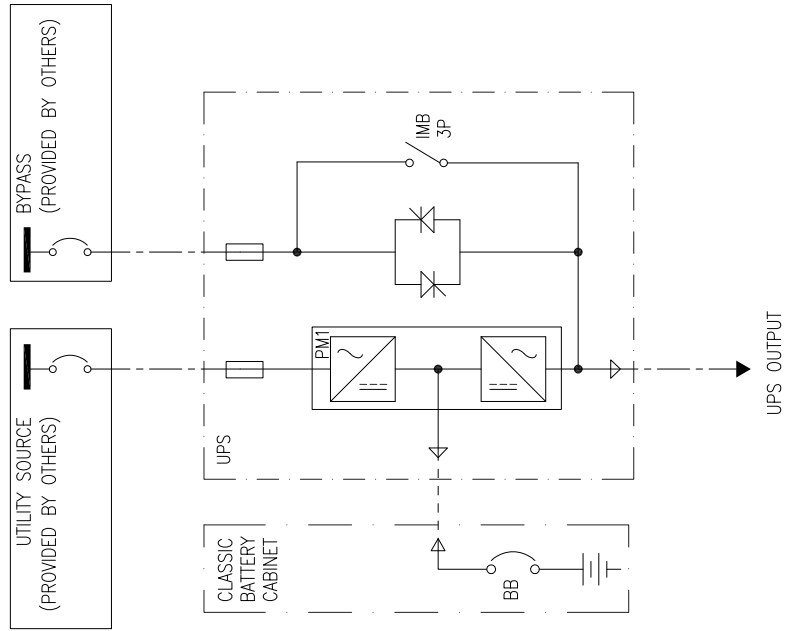 UTILITY SOURCE
(PROVIDED BY OTHERS)
BYPASS
(PROVIDED BY OTHERS)
UPS
PM1
IMB
3P
CLASSIC
BATTERY
CABINET
BB
UPS OUTPUT